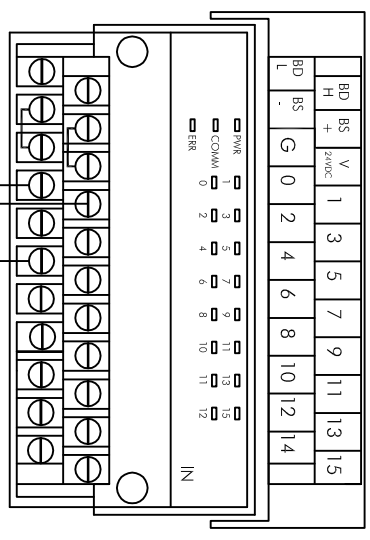 BD H BS + V 24VDC 1 3 5 7 9 11 13 15
BD L BS - G 0 2 4 6 8 10 12 14
PWR 1 3 5 7 9 11 13 15
COMM 0 2 4 6 8 10 11 12
ERR
IN